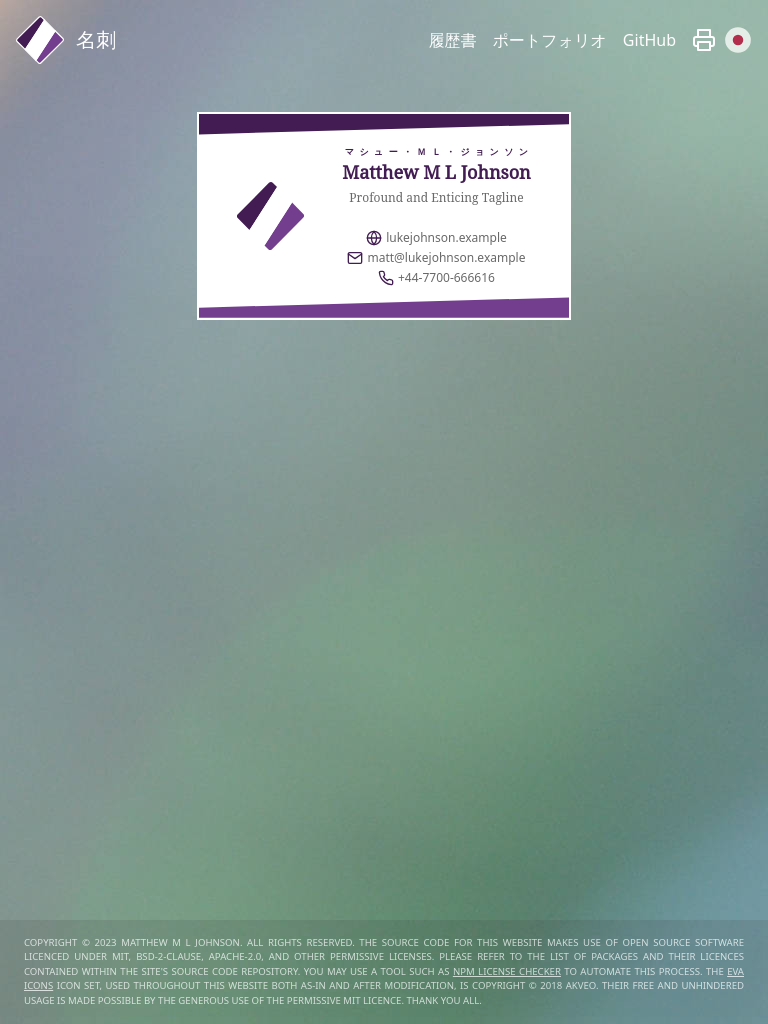 名刺
履歴書 ポートフォリオ GitHub
マシュー・ＭＬ・ジョンソン
Matthew M L Johnson
Profound and Enticing Tagline
lukejohnson.example
matt@lukejohnson.example
+44-7700-666616
COPYRIGHT © 2023 MATTHEW M L JOHNSON. ALL RIGHTS RESERVED. THE SOURCE CODE FOR THIS WEBSITE MAKES USE OF OPEN SOURCE SOFTWARE
LICENCED UNDER MIT, BSD-2-CLAUSE, APACHE-2.0, AND OTHER PERMISSIVE LICENSES. PLEASE REFER TO THE LIST OF PACKAGES AND THEIR LICENCES
CONTAINED WITHIN THE SITE'S SOURCE CODE REPOSITORY. YOU MAY USE A TOOL SUCH AS NPM LICENSE CHECKER TO AUTOMATE THIS PROCESS. THE EVA
ICONS ICON SET, USED THROUGHOUT THIS WEBSITE BOTH AS-IN AND AFTER MODIFICATION, IS COPYRIGHT © 2018 AKVEO. THEIR FREE AND UNHINDERED
USAGE IS MADE POSSIBLE BY THE GENEROUS USE OF THE PERMISSIVE MIT LICENCE. THANK YOU ALL.